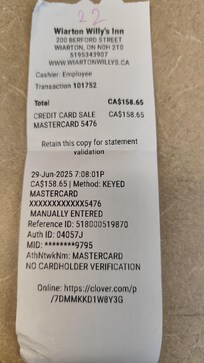 22
Wiarton Willy's Inn
200 BERFORD STREET
WIARTON, ON N0H 2T0
5195343907
WWW.WIARTONWILLYS.CA
Cashier: Employee
Transaction 101752
Total CA$158.65
CREDIT CARD SALE CA$158.65
MASTERCARD 5476
Retain this copy for statement
validation
29-Jun-2025 7:08:01P
CA$158.65 | Method: KEYED
MASTERCARD
XXXXXXXXXXXX5476
MANUALLY ENTERED
Reference ID: 518000519870
Auth ID: 04057J
MID: ********9795
AthNtwkNm: MASTERCARD
NO CARDHOLDER VERIFICATION
Online: https://clover.com/p
/7DMMKKD1W8Y3G